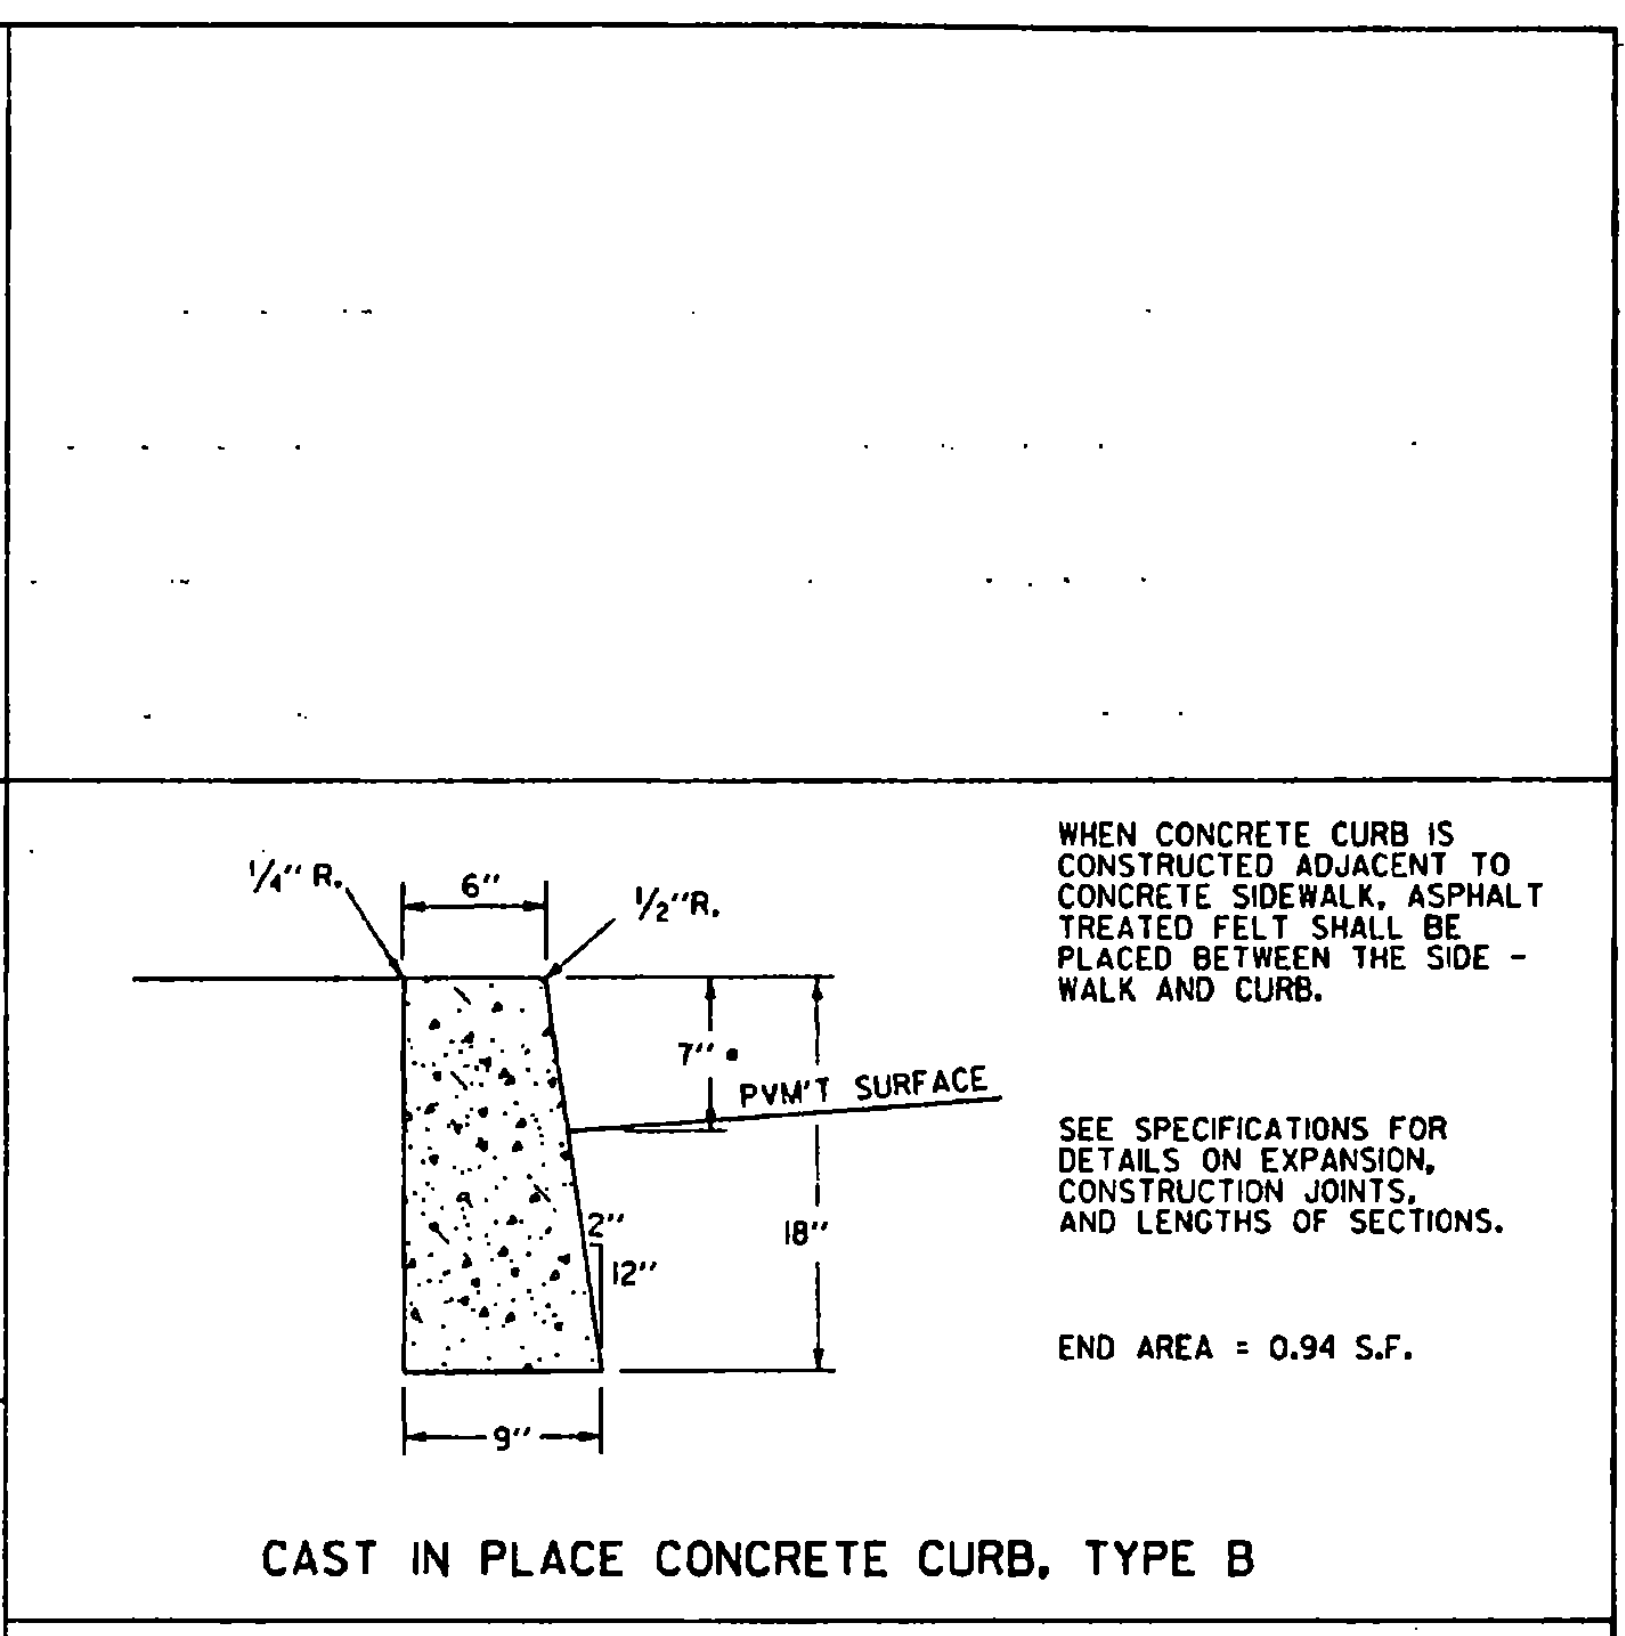 1/4" R.
6"
1/2" R.
7" •
PVM'T SURFACE
2"
12"
18"
9"
WHEN CONCRETE CURB IS
CONSTRUCTED ADJACENT TO
CONCRETE SIDEWALK, ASPHALT
TREATED FELT SHALL BE
PLACED BETWEEN THE SIDE -
WALK AND CURB.
SEE SPECIFICATIONS FOR
DETAILS ON EXPANSION,
CONSTRUCTION JOINTS,
AND LENGTHS OF SECTIONS.
END AREA = 0.94 S.F.
CAST IN PLACE CONCRETE CURB, TYPE B